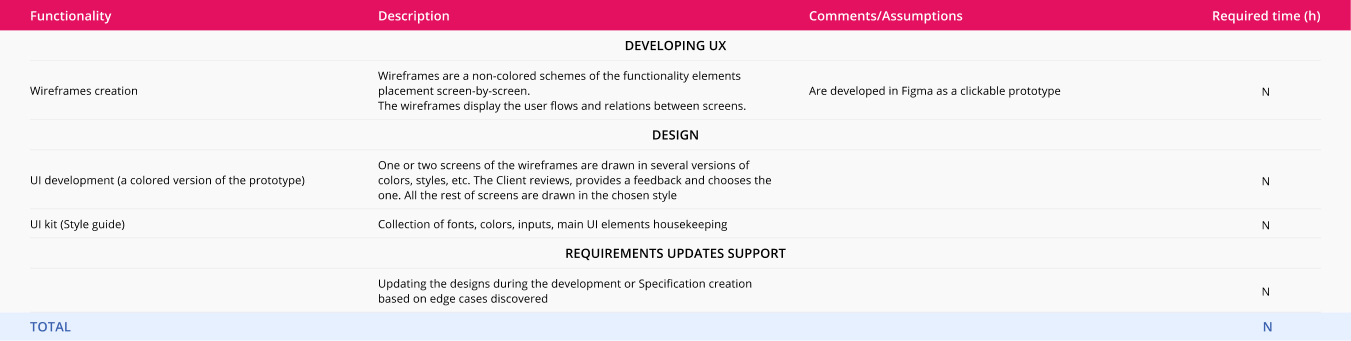 Functionality Description Comments/Assumptions Required time (h)
DEVELOPING UX
Wireframes creation
Wireframes are a non-colored schemes of the functionality elements
placement screen-by-screen.
The wireframes display the user flows and relations between screens.
Are developed in Figma as a clickable prototype
N
DESIGN
UI development (a colored version of the prototype)
One or two screens of the wireframes are drawn in several versions of
colors, styles, etc. The Client reviews, provides a feedback and chooses the
one. All the rest of screens are drawn in the chosen style
N
UI kit (Style guide)
Collection of fonts, colors, inputs, main UI elements housekeeping
N
REQUIREMENTS UPDATES SUPPORT
Updating the designs during the development or Specification creation
based on edge cases discovered
N
TOTAL N